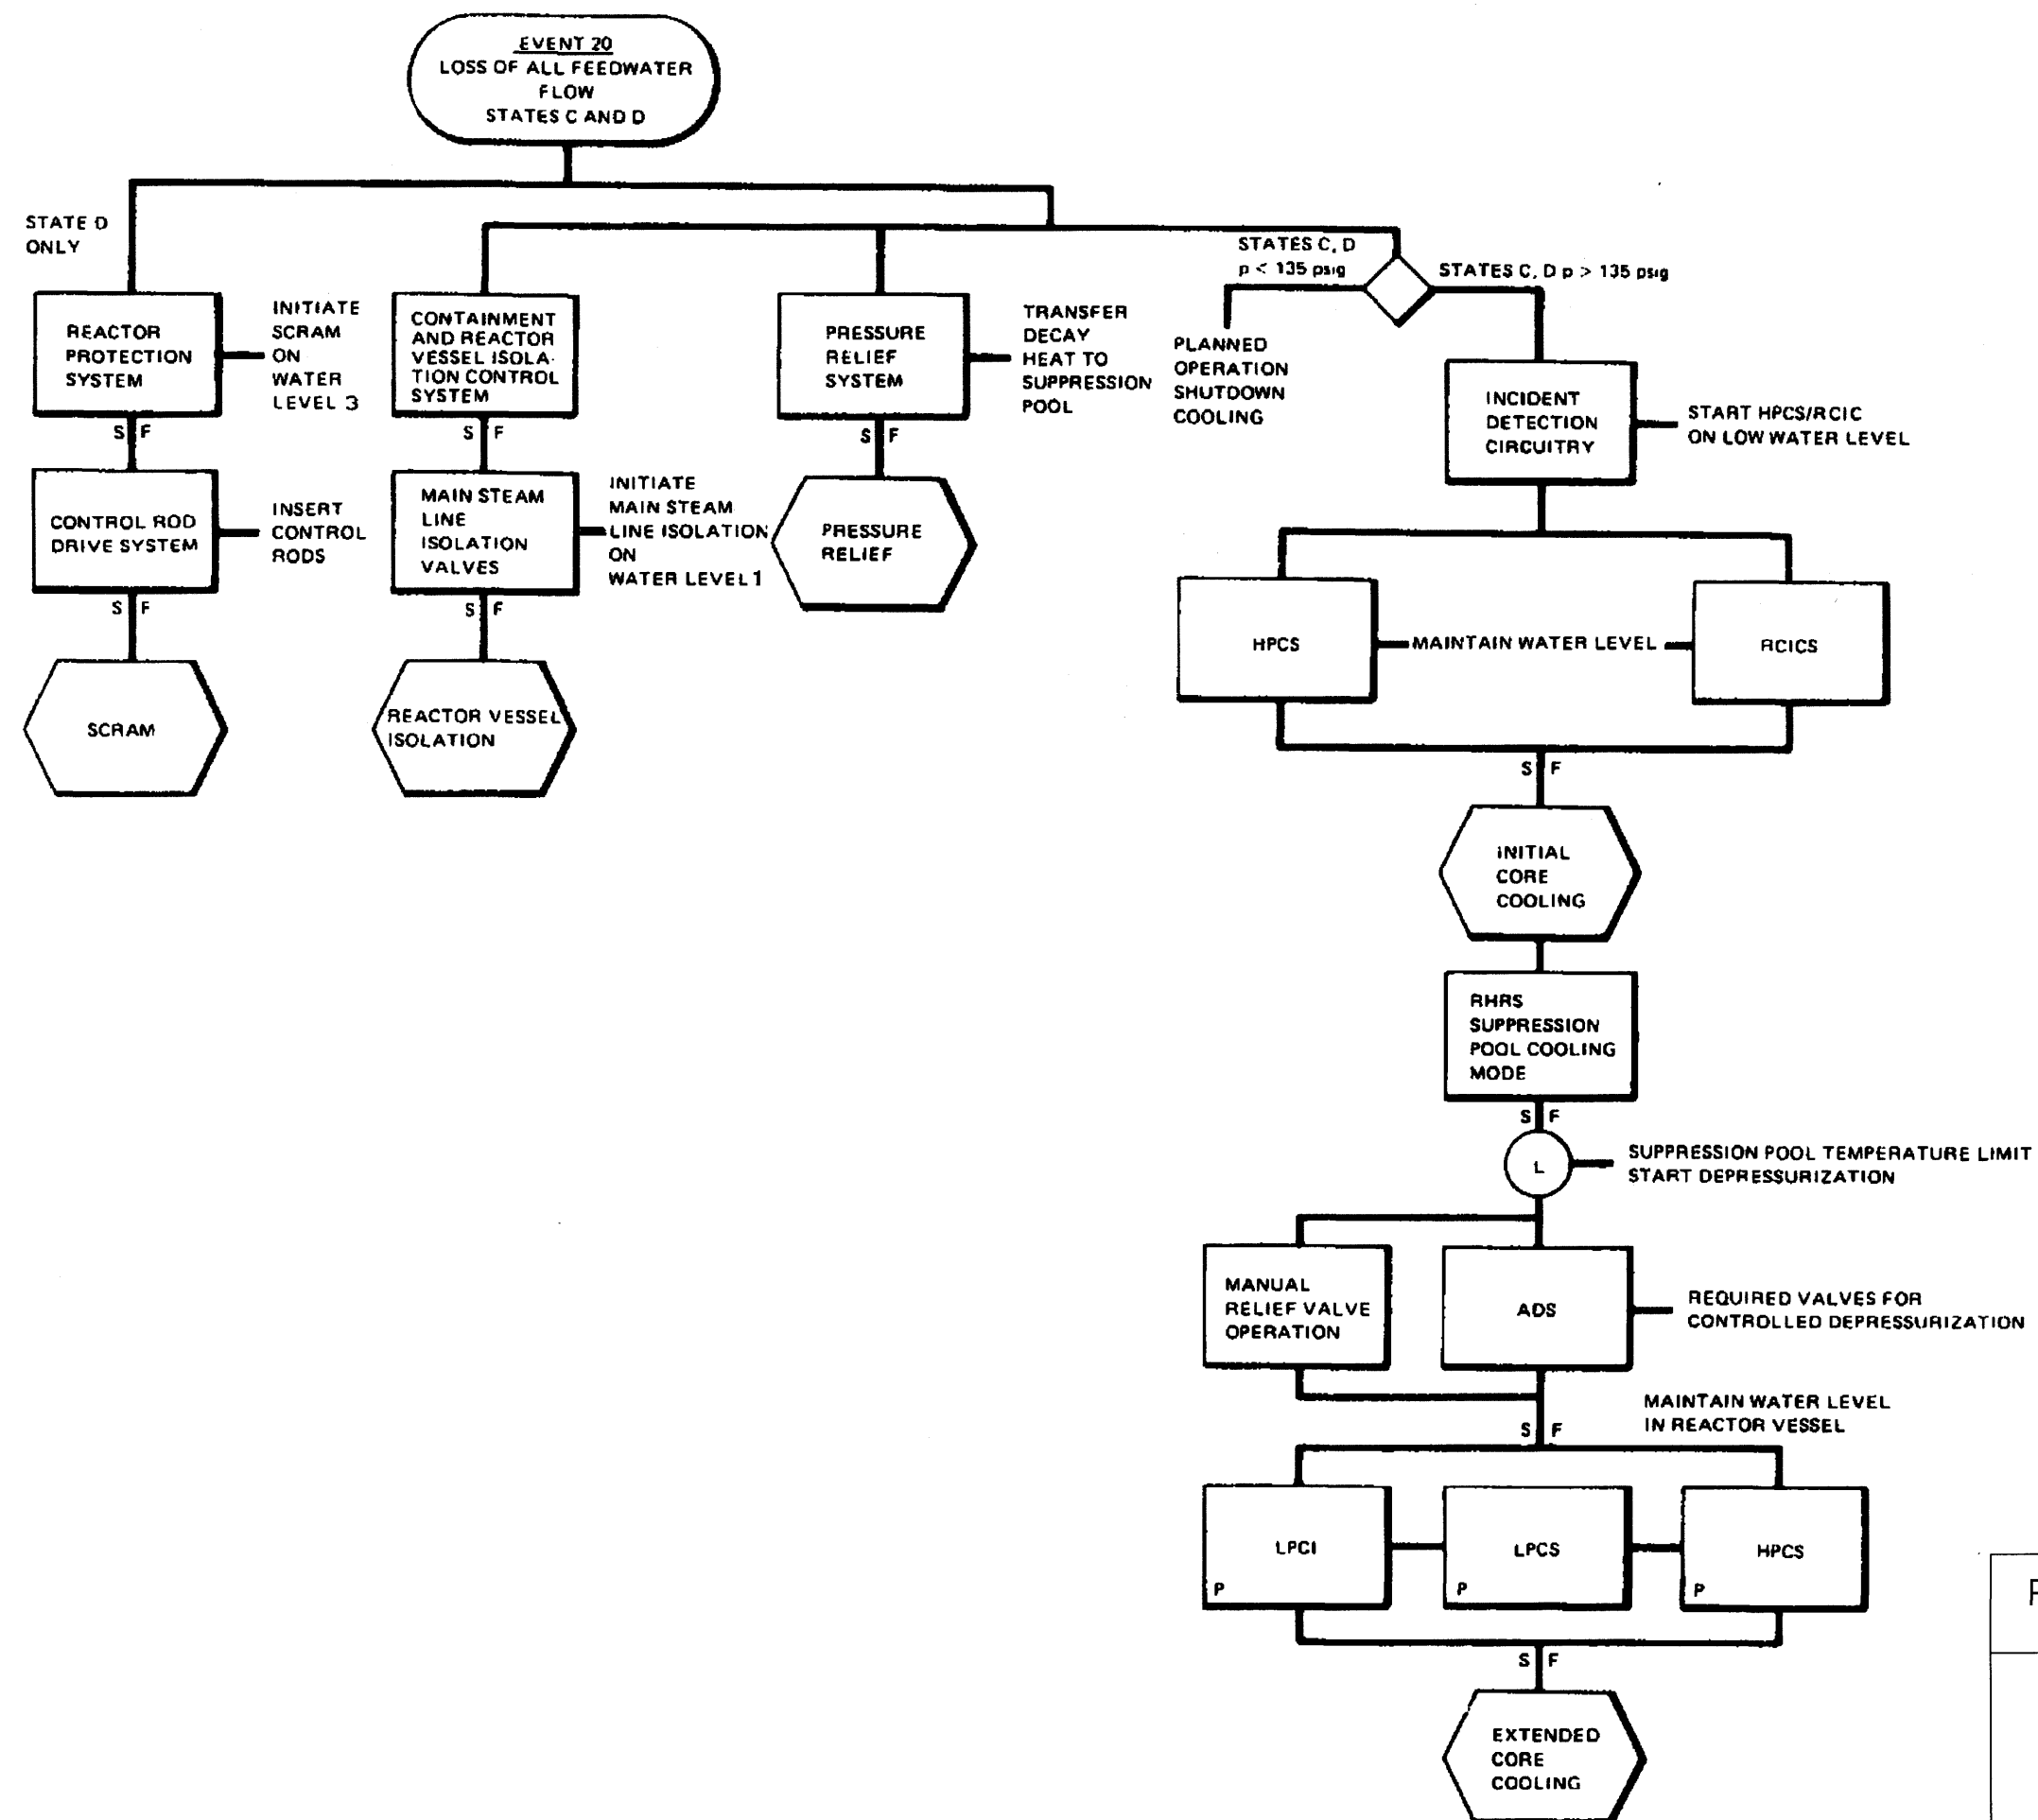 EVENT 20
LOSS OF ALL FEEDWATER
FLOW
STATES C AND D
STATE D
ONLY
REACTOR
PROTECTION
SYSTEM
INITIATE
SCRAM
ON
WATER
LEVEL 3
S F
CONTROL ROD
DRIVE SYSTEM
INSERT
CONTROL
RODS
S F
SCRAM
CONTAINMENT
AND REACTOR
VESSEL ISOLA-
TION CONTROL
SYSTEM
S F
MAIN STEAM
LINE
ISOLATION
VALVES
INITIATE
MAIN STEAM
LINE ISOLATION
ON
WATER LEVEL 1
S F
REACTOR VESSEL
ISOLATION
PRESSURE
RELIEF
SYSTEM
TRANSFER
DECAY
HEAT TO
SUPPRESSION
POOL
S F
PRESSURE
RELIEF
STATES C, D
p < 135 psig
STATES C, D p > 135 psig
PLANNED
OPERATION
SHUTDOWN
COOLING
INCIDENT
DETECTION
CIRCUITRY
START HPCS/RCIC
ON LOW WATER LEVEL
HPCS
MAINTAIN WATER LEVEL
RCICS
S F
INITIAL
CORE
COOLING
RHRS
SUPPRESSION
POOL COOLING
MODE
S F
L
SUPPRESSION POOL TEMPERATURE LIMIT
START DEPRESSURIZATION
MANUAL
RELIEF VALVE
OPERATION
ADS
REQUIRED VALVES FOR
CONTROLLED DEPRESSURIZATION
MAINTAIN WATER LEVEL
IN REACTOR VESSEL
S F
LPCI
P
LPCS
P
HPCS
P
S F
EXTENDED
CORE
COOLING